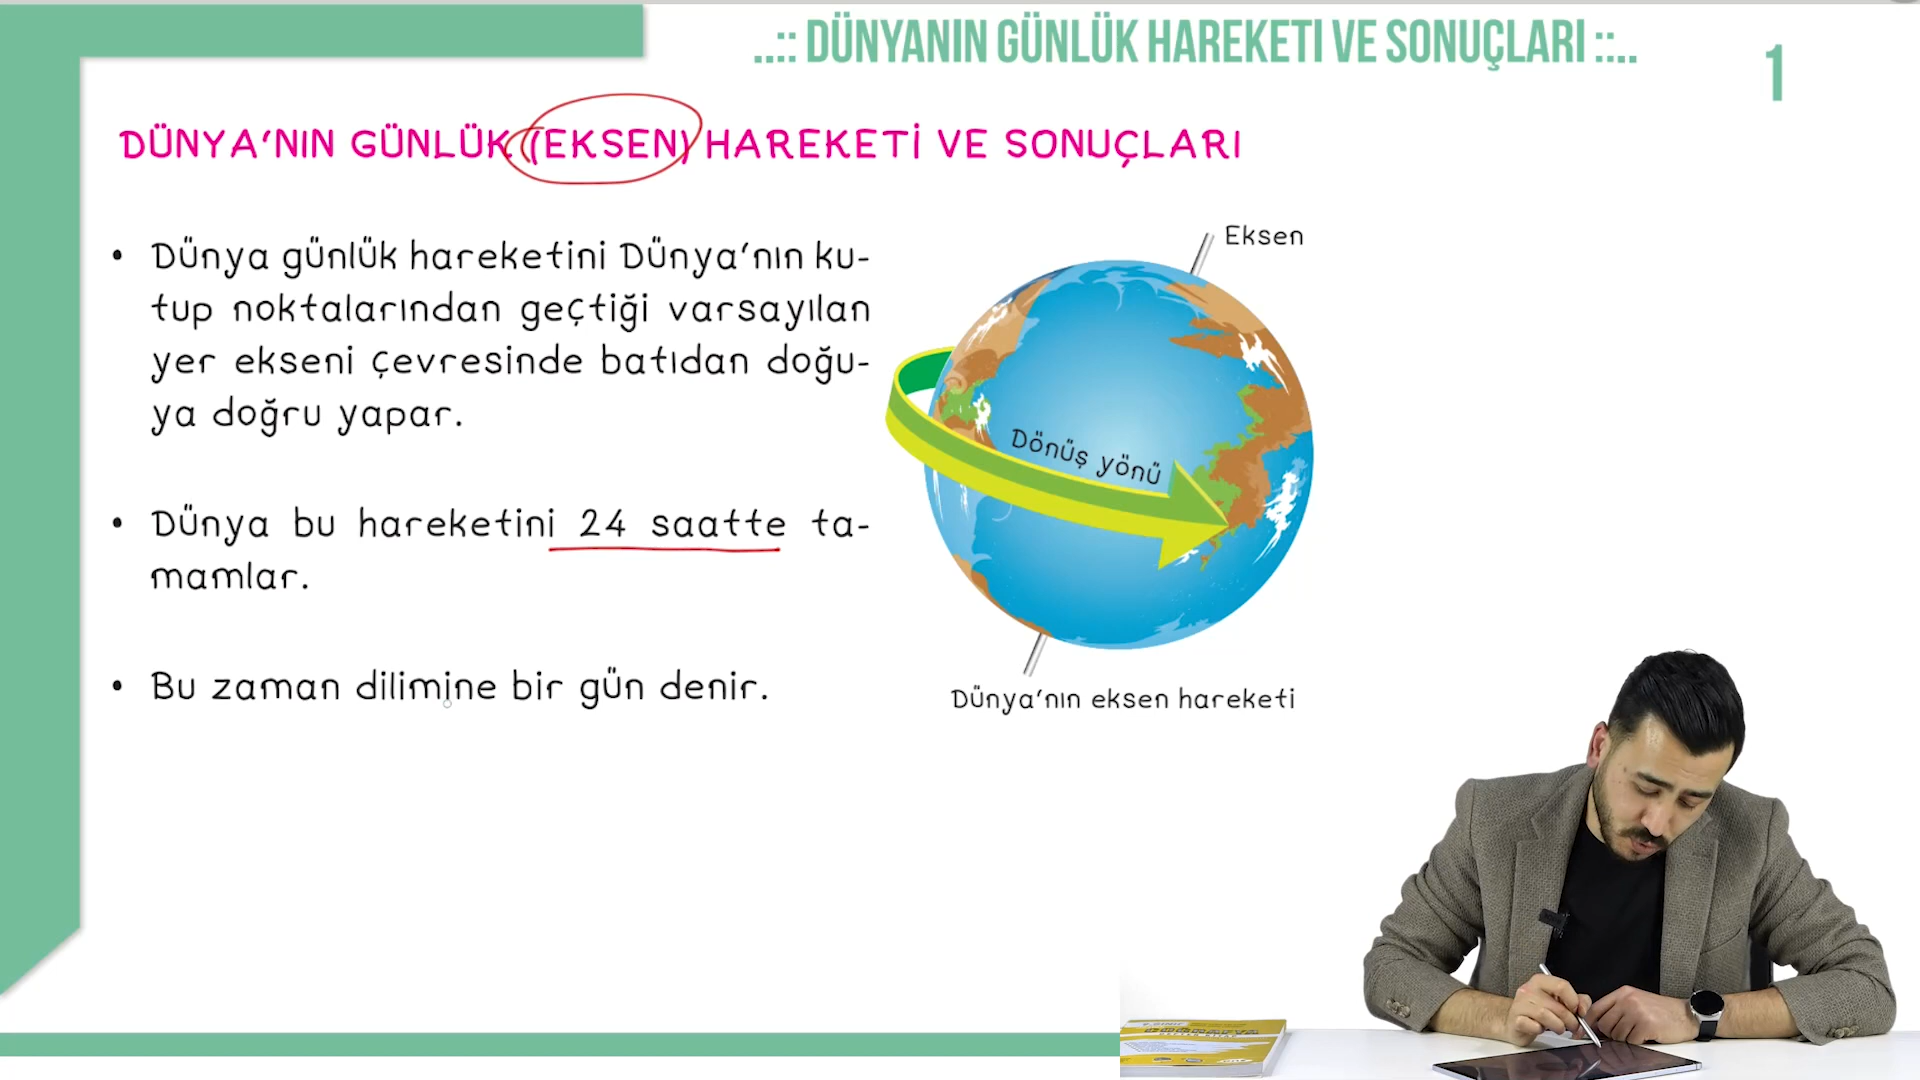 ..:: DÜNYANIN GÜNLÜK HAREKETİ VE SONUÇLARI ::..
1
DÜNYA'NIN GÜNLÜK (EKSEN) HAREKETİ VE SONUÇLARI
• Dünya günlük hareketini Dünya'nın ku-
tup noktalarından geçtiği varsayılan
yer ekseni çevresinde batıdan doğu-
ya doğru yapar.
• Dünya bu hareketini 24 saatte ta-
mamlar.
• Bu zaman dilimine bir gün denir.
Eksen
Dönüş yönü
Dünya'nın eksen hareketi